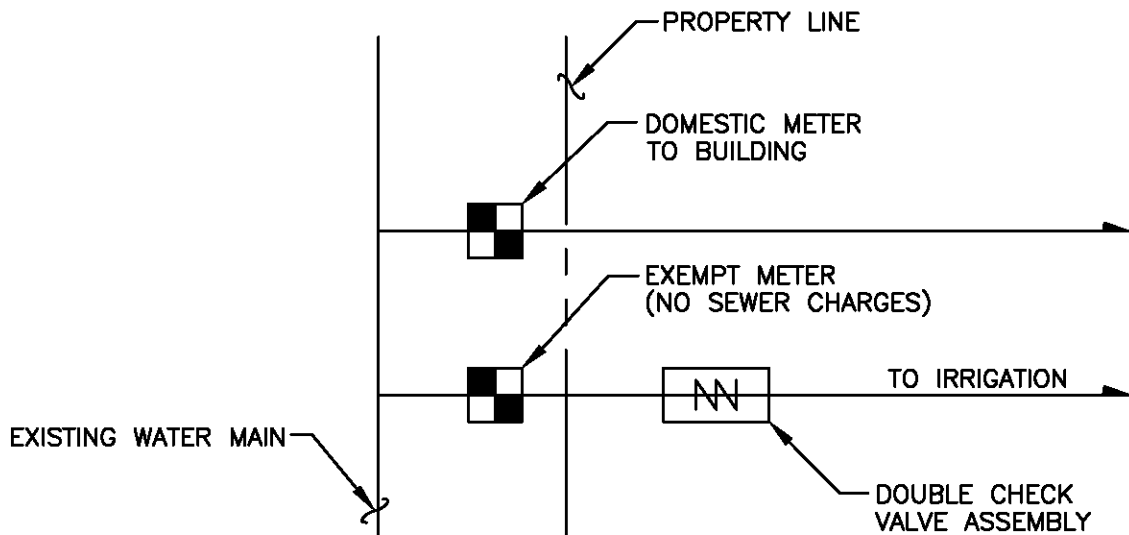 PROPERTY LINE
DOMESTIC METER
TO BUILDING
EXEMPT METER
(NO SEWER CHARGES)
TO IRRIGATION
EXISTING WATER MAIN
DOUBLE CHECK
VALVE ASSEMBLY